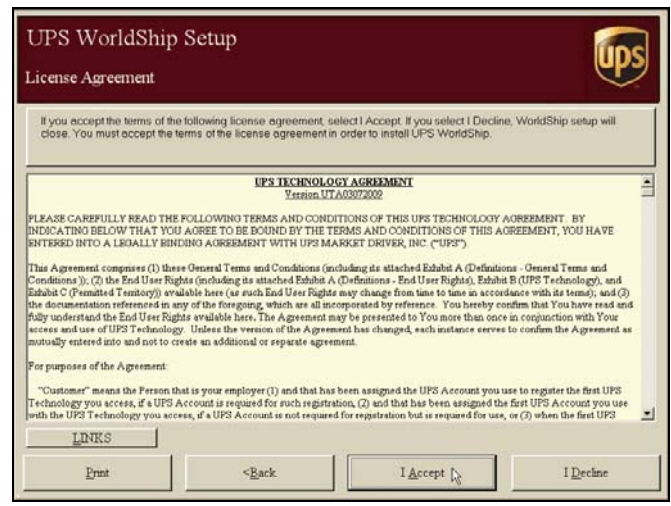 UPS WorldShip Setup
License Agreement
ups
If you accept the terms of the following license agreement, select I Accept. If you select I Decline, WorldShip setup will
close. You must accept the terms of the license agreement in order to install UPS WorldShip.
UPS TECHNOLOGY AGREEMENT
Version UTA03072009
PLEASE CAREFULLY READ THE FOLLOWING TERMS AND CONDITIONS OF THIS UPS TECHNOLOGY AGREEMENT. BY
INDICATING BELOW THAT YOU AGREE TO BE BOUND BY THE TERMS AND CONDITIONS OF THIS AGREEMENT, YOU HAVE
ENTERED INTO A LEGALLY BINDING AGREEMENT WITH UPS MARKET DRIVER, INC. ("UPS").
This Agreement comprises (1) these General Terms and Conditions (including its attached Exhibit A (Definitions - General Terms and
Conditions)); (2) the End User Rights (including its attached Exhibit A (Definitions - End User Rights), Exhibit B (UPS Technology), and
Exhibit C (Permitted Territory)) available here (as such End User Rights may change from time to time in accordance with its terms); and (3)
the documentation referenced in any of the foregoing, which are all incorporated by reference. You hereby confirm that You have read and
fully understand the End User Rights available here. The Agreement may be presented to You more than once in conjunction with Your
access and use of UPS Technology. Unless the version of the Agreement has changed, each instance serves to confirm the Agreement as
mutually entered into and not to create an additional or separate agreement.
For purposes of the Agreement:
"Customer" means the Person that is your employer (1) and that has been assigned the UPS Account you use to register the first UPS
Technology you access, if a UPS Account is required for such registration, (2) and that has been assigned the first UPS Account you use
with the UPS Technology you access, if a UPS Account is not required for registration but is required for use, or (3) when the first UPS
LINKS
Print
<Back
I Accept
I Decline